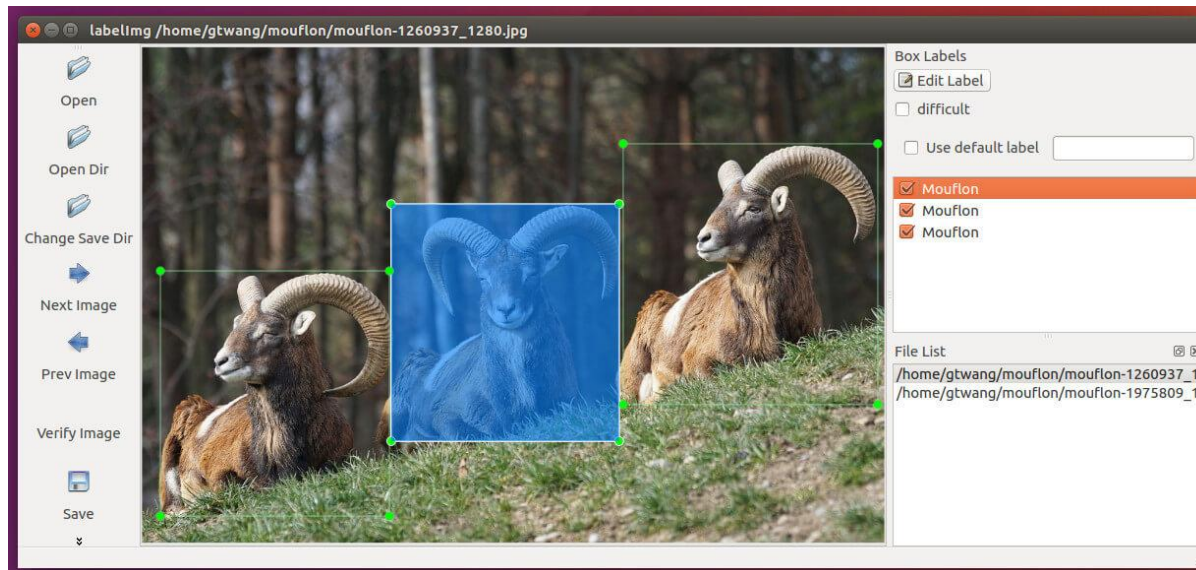 labelImg /home/gtwang/mouflon/mouflon-1260937_1280.jpg
Open
Open Dir
Change Save Dir
Next Image
Prev Image
Verify Image
Save
Box Labels
Edit Label
difficult
Use default label
Mouflon
Mouflon
Mouflon
File List
/home/gtwang/mouflon/mouflon-1260937_1
/home/gtwang/mouflon/mouflon-1975809_1